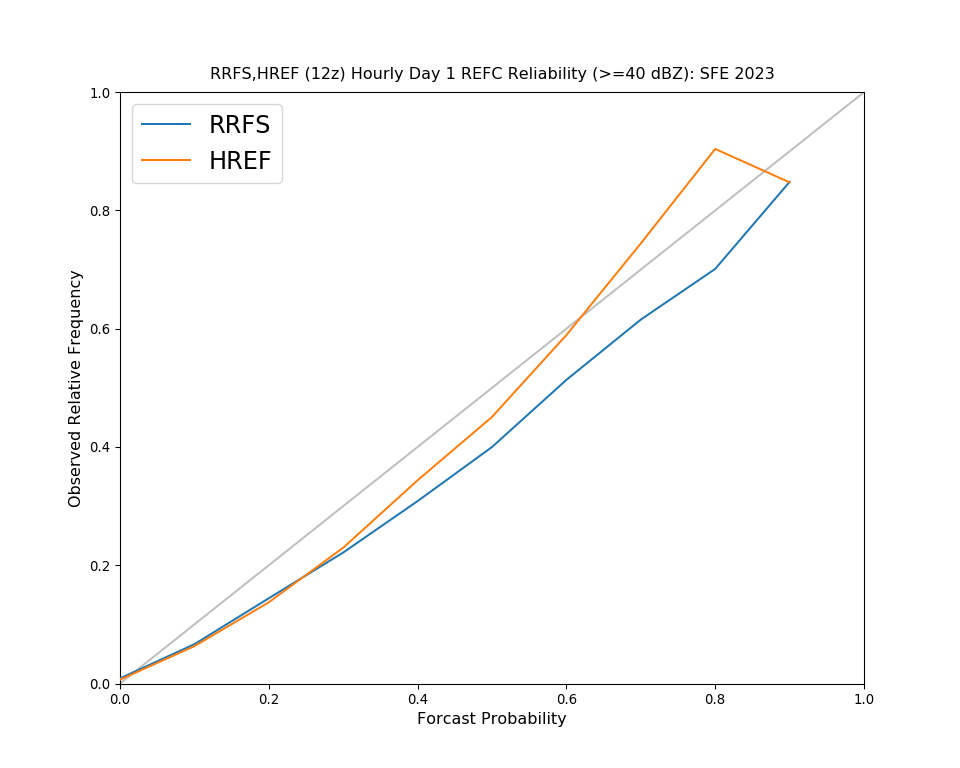 RRFS,HREF (12z) Hourly Day 1 REFC Reliability (>=40 dBZ): SFE 2023
RRFS
HREF
1.0
0.8
0.6
0.4
0.2
0.0
Observed Relative Frequency
0.0 0.2 0.4 0.6 0.8 1.0
Forcast Probability